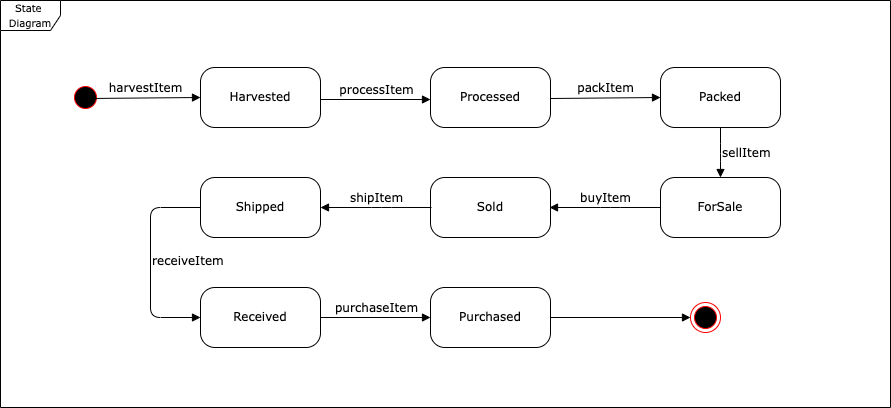 State
Diagram
harvestItem
Harvested
processItem
Processed
packItem
Packed
sellItem
Shipped
shipItem
Sold
buyItem
ForSale
receiveItem
Received
purchaseItem
Purchased